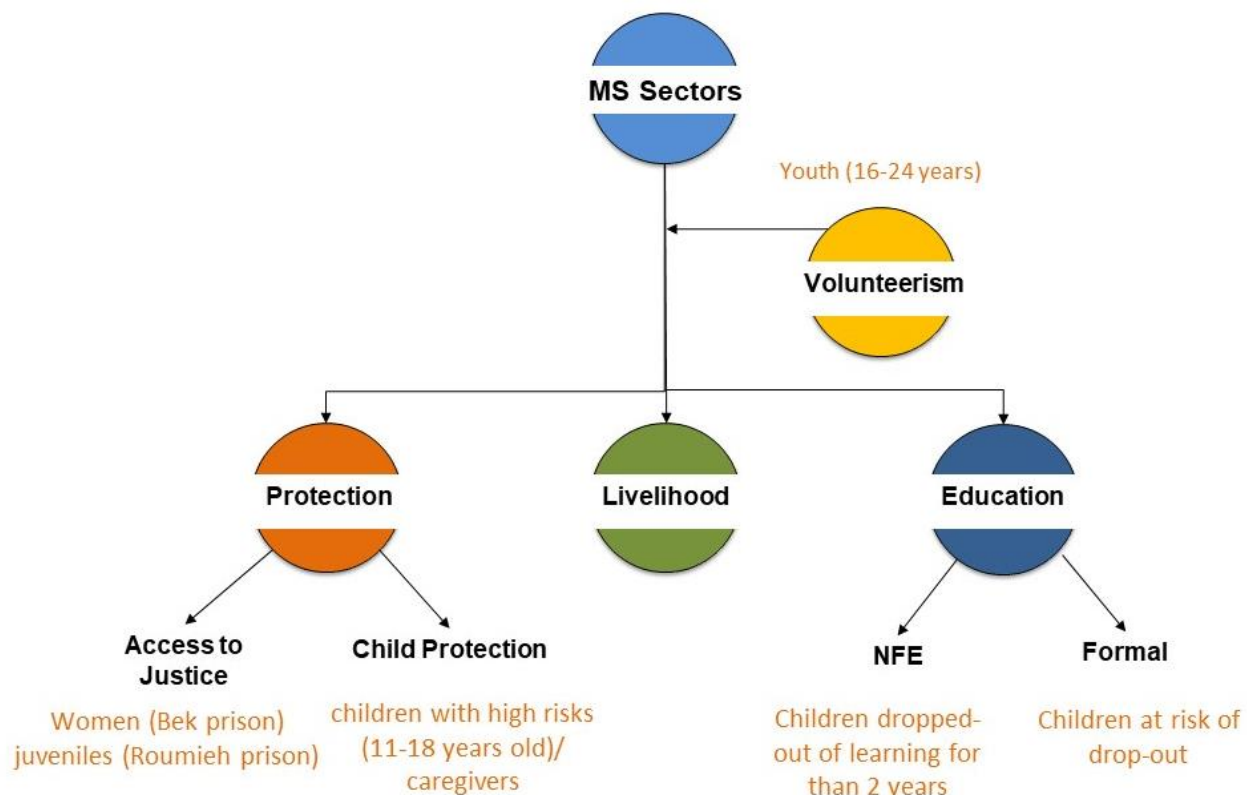 MS Sectors
Youth (16-24 years)
Volunteerism
Protection
Livelihood
Education
Access to
Justice
Women (Bek prison)
juveniles (Roumieh prison)
Child Protection
children with high risks
(11-18 years old)/
caregivers
NFE
Children dropped-
out of learning for
than 2 years
Formal
Children at risk of
drop-out